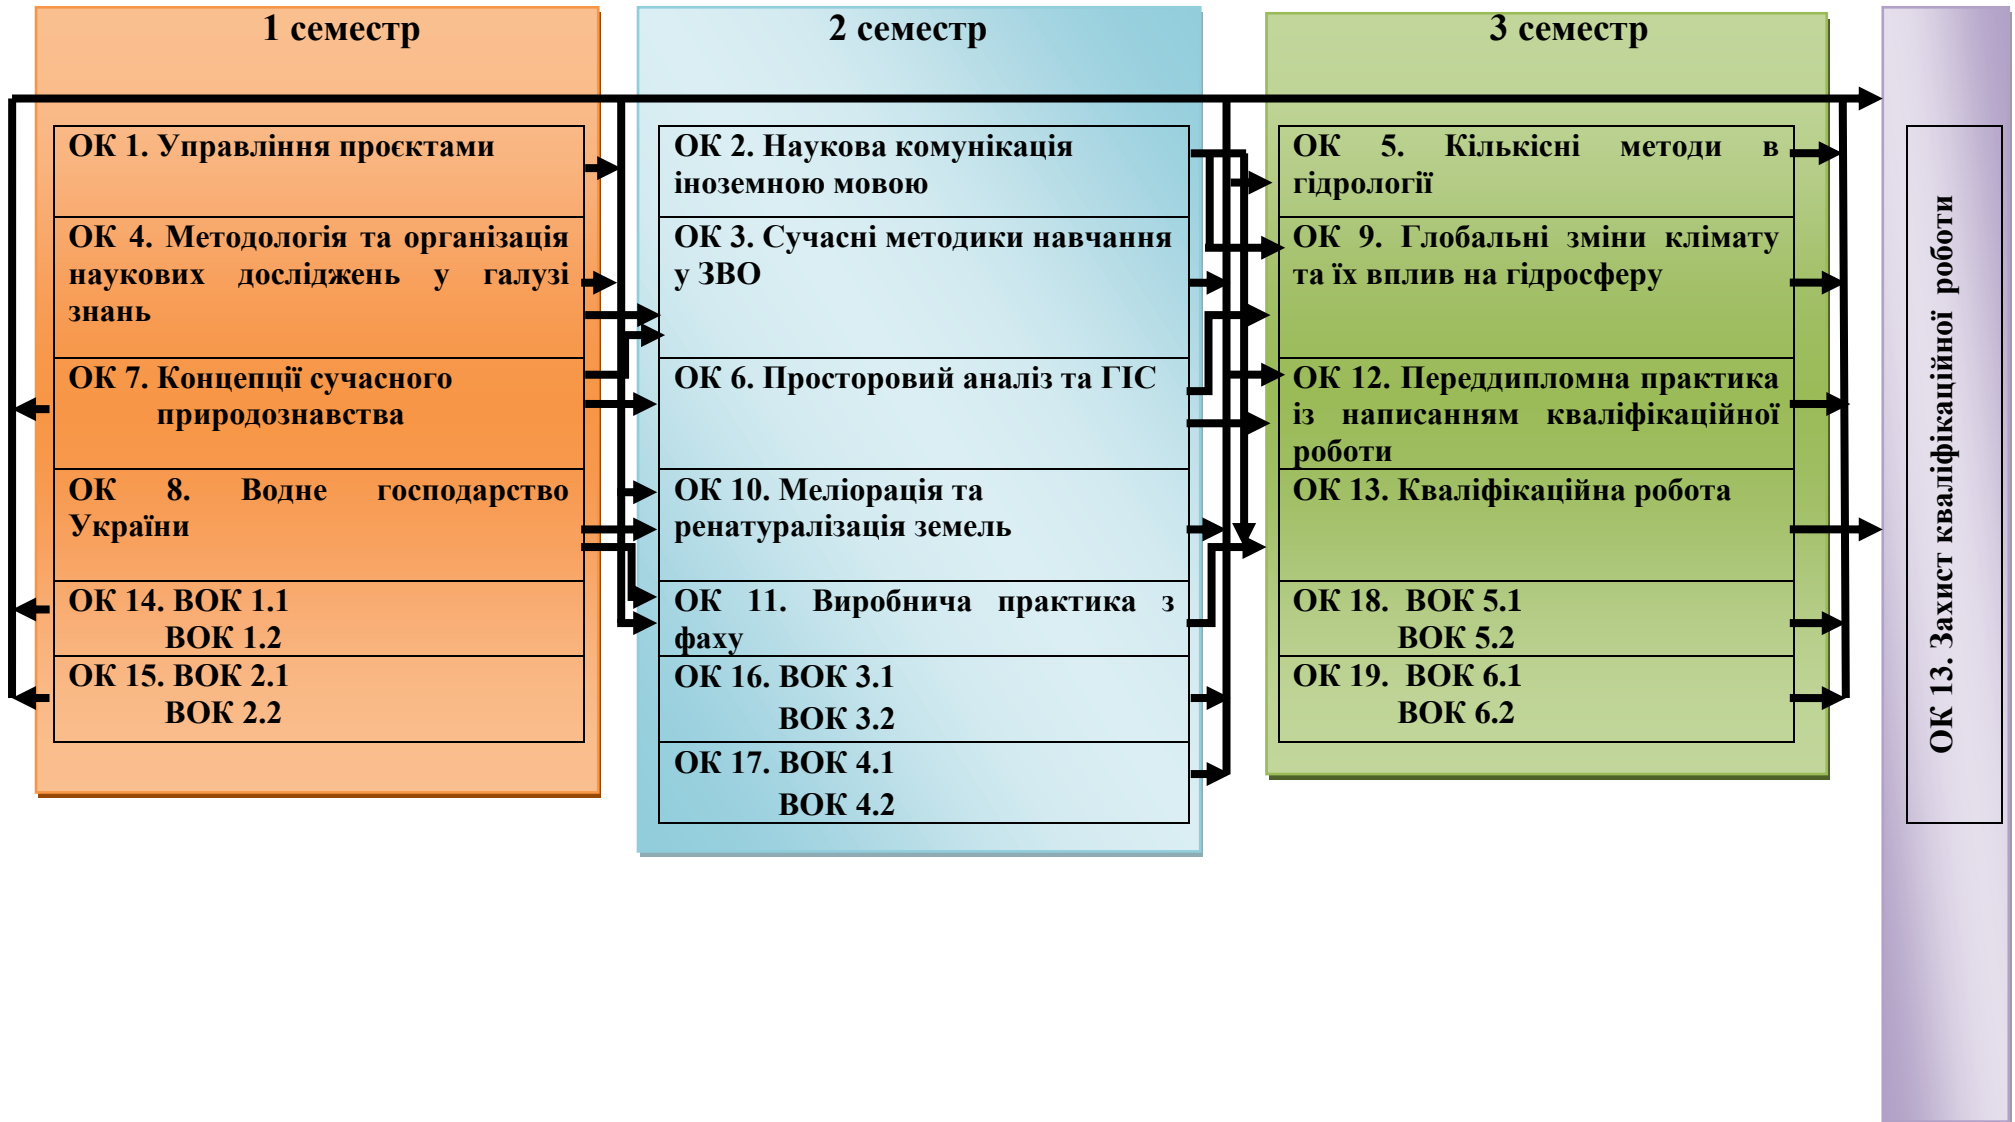 1 семестр
ОК 1. Управління проєктами
ОК 4. Методологія та організація
наукових досліджень у галузі
знань
ОК 7. Концепції сучасного
природознавства
ОК 8. Водне господарство
України
ОК 14. ВОК 1.1
ВОК 1.2
ОК 15. ВОК 2.1
ВОК 2.2
2 семестр
ОК 2. Наукова комунікація
іноземною мовою
ОК 3. Сучасні методики навчання
у ЗВО
ОК 6. Просторовий аналіз та ГІС
ОК 10. Меліорація та
ренатуралізація земель
ОК 11. Виробнича практика з
фаху
ОК 16. ВОК 3.1
ВОК 3.2
ОК 17. ВОК 4.1
ВОК 4.2
3 семестр
ОК 5. Кількісні методи в
гідрології
ОК 9. Глобальні зміни клімату
та їх вплив на гідросферу
ОК 12. Переддипломна практика
із написанням кваліфікаційної
роботи
ОК 13. Кваліфікаційна робота
ОК 18. ВОК 5.1
ВОК 5.2
ОК 19. ВОК 6.1
ВОК 6.2
ОК 13. Захист кваліфікаційної роботи